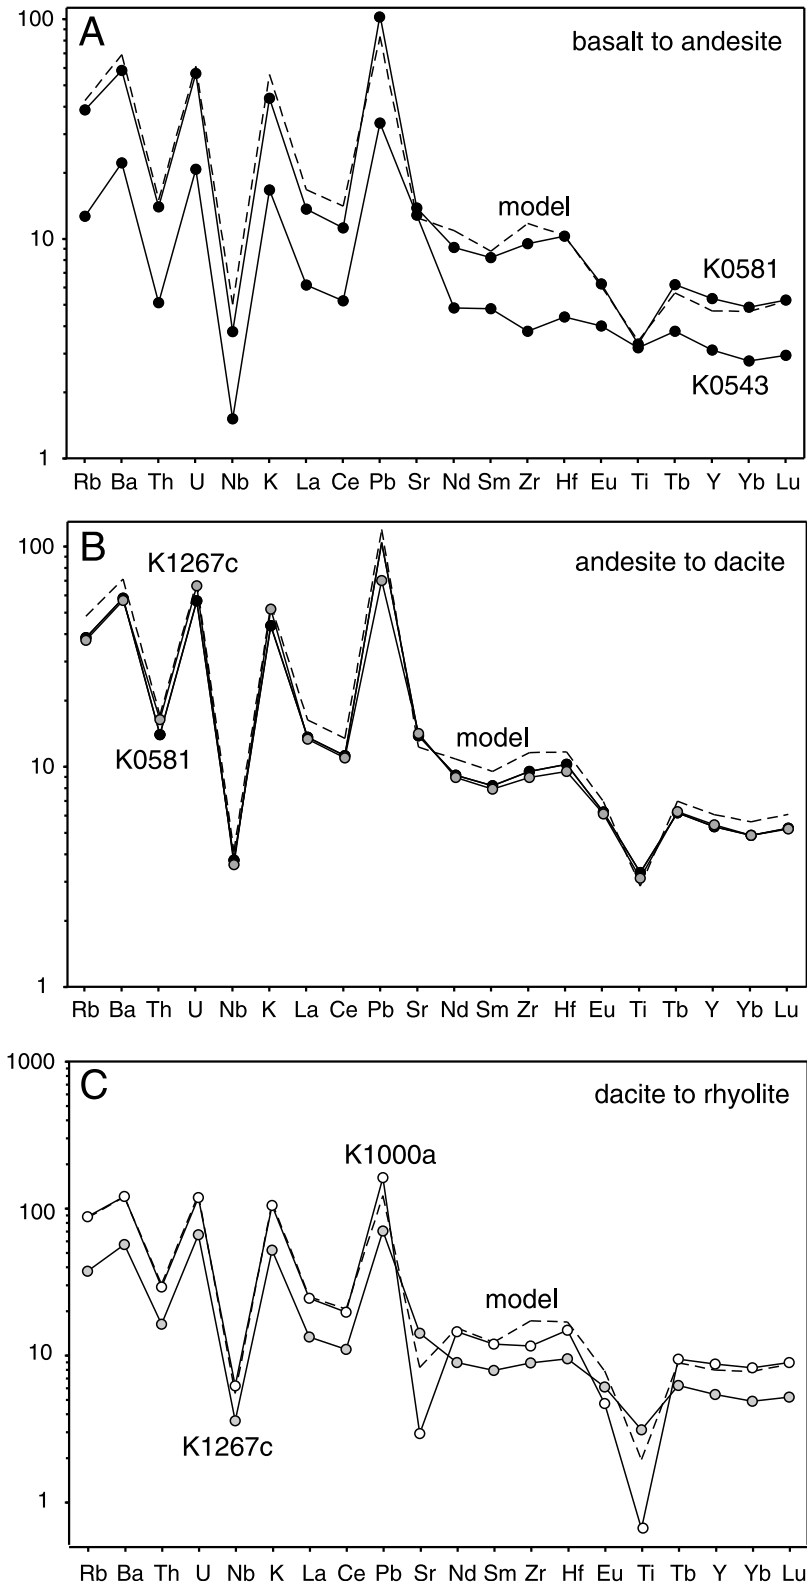 100
A
basalt to andesite
model
10
K0581
K0543
1
Rb Ba Th U Nb K La Ce Pb Sr Nd Sm Zr Hf Eu Ti Tb Y Yb Lu
100
B
K1267c
andesite to dacite
K0581
model
10
1
Rb Ba Th U Nb K La Ce Pb Sr Nd Sm Zr Hf Eu Ti Tb Y Yb Lu
1000
C
dacite to rhyolite
K1000a
100
model
10
K1267c
1
Rb Ba Th U Nb K La Ce Pb Sr Nd Sm Zr Hf Eu Ti Tb Y Yb Lu